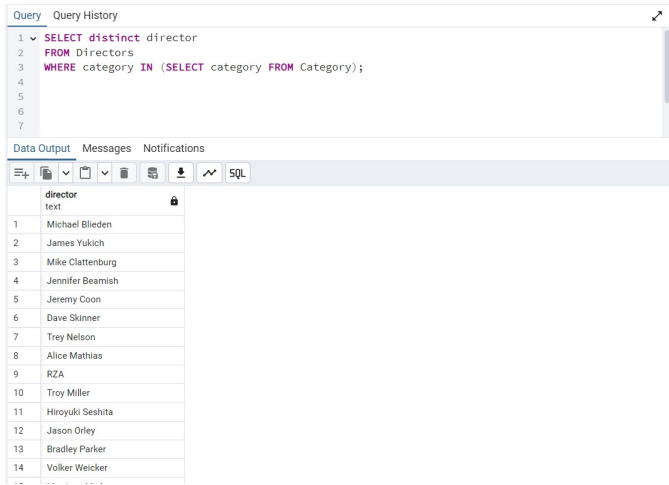 Query Query History
1 SELECT distinct director
2 FROM Directors
3 WHERE category IN (SELECT category FROM Category);
4
5
6
7
Data Output Messages Notifications
SQL
director
text
1 Michael Blieden
2 James Yukich
3 Mike Clattenburg
4 Jennifer Beamish
5 Jeremy Coon
6 Dave Skinner
7 Trey Nelson
8 Alice Mathias
9 RZA
10 Troy Miller
11 Hiroyuki Seshita
12 Jason Orley
13 Bradley Parker
14 Volker Weicker